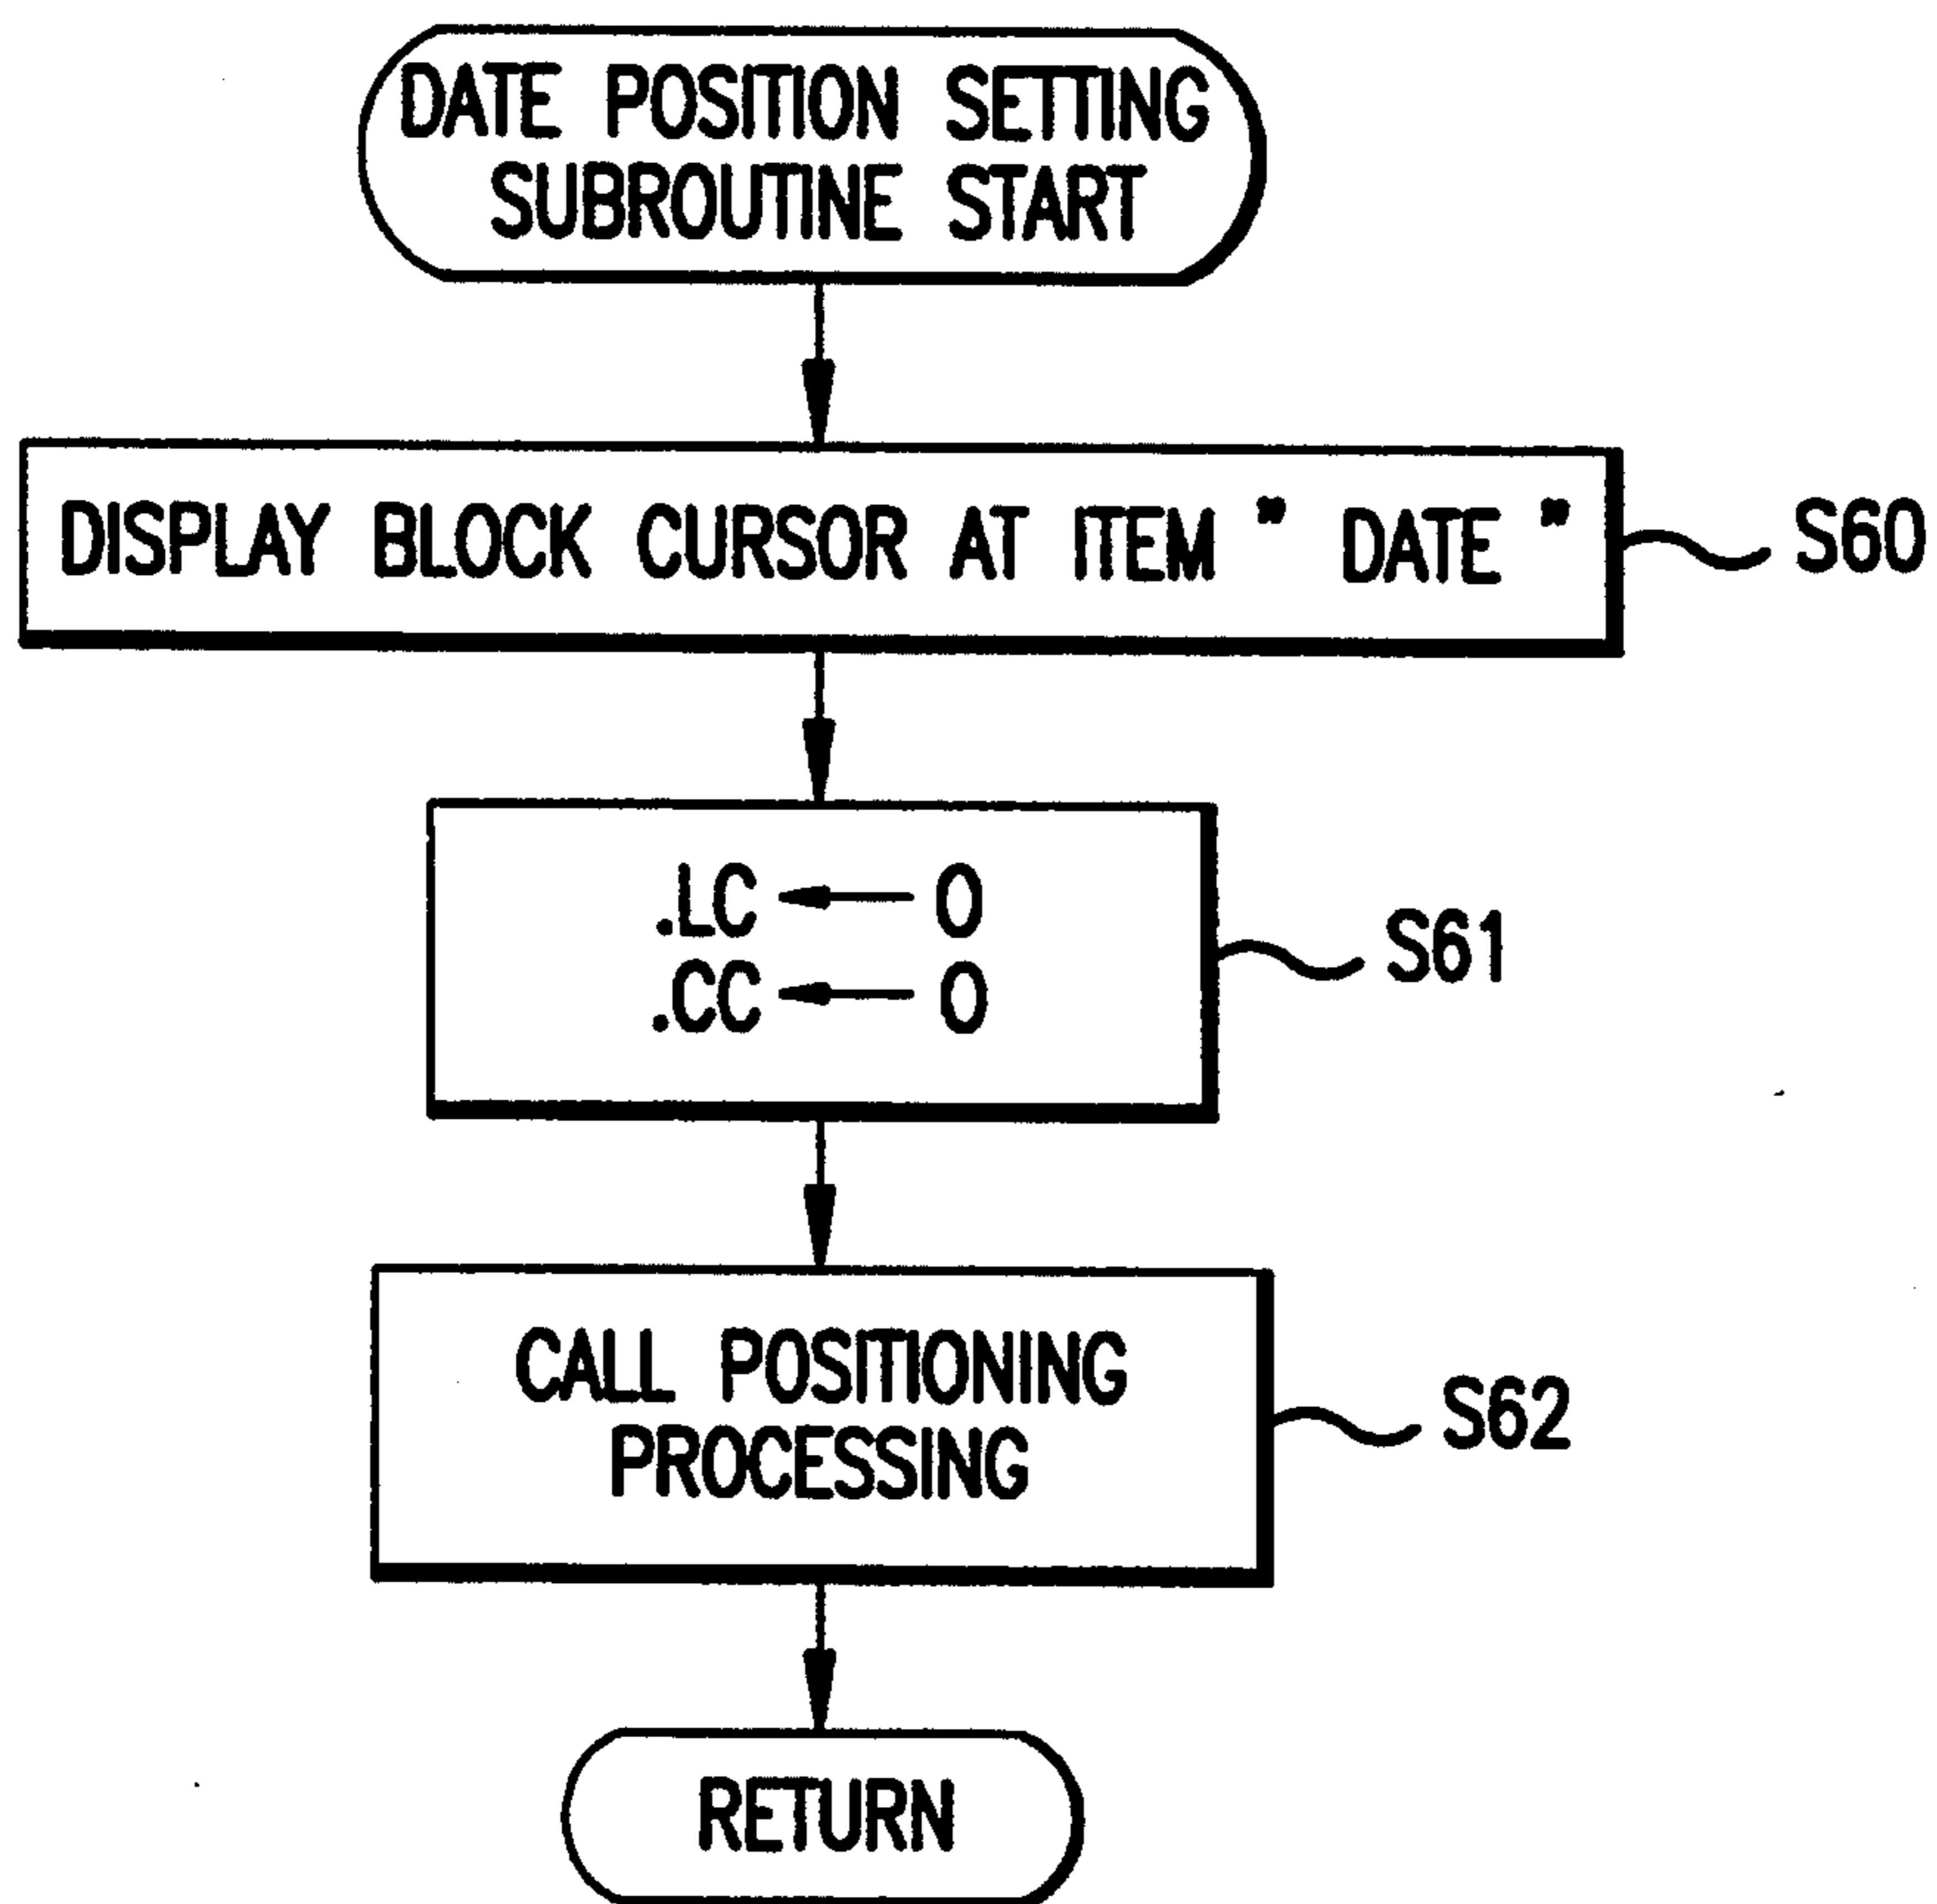 DATE POSITION SETTING
SUBROUTINE START
DISPLAY BLOCK CURSOR AT ITEM " DATE "
S60
.LC ← 0
.CC ← 0
S61
CALL POSITIONING
PROCESSING
S62
RETURN